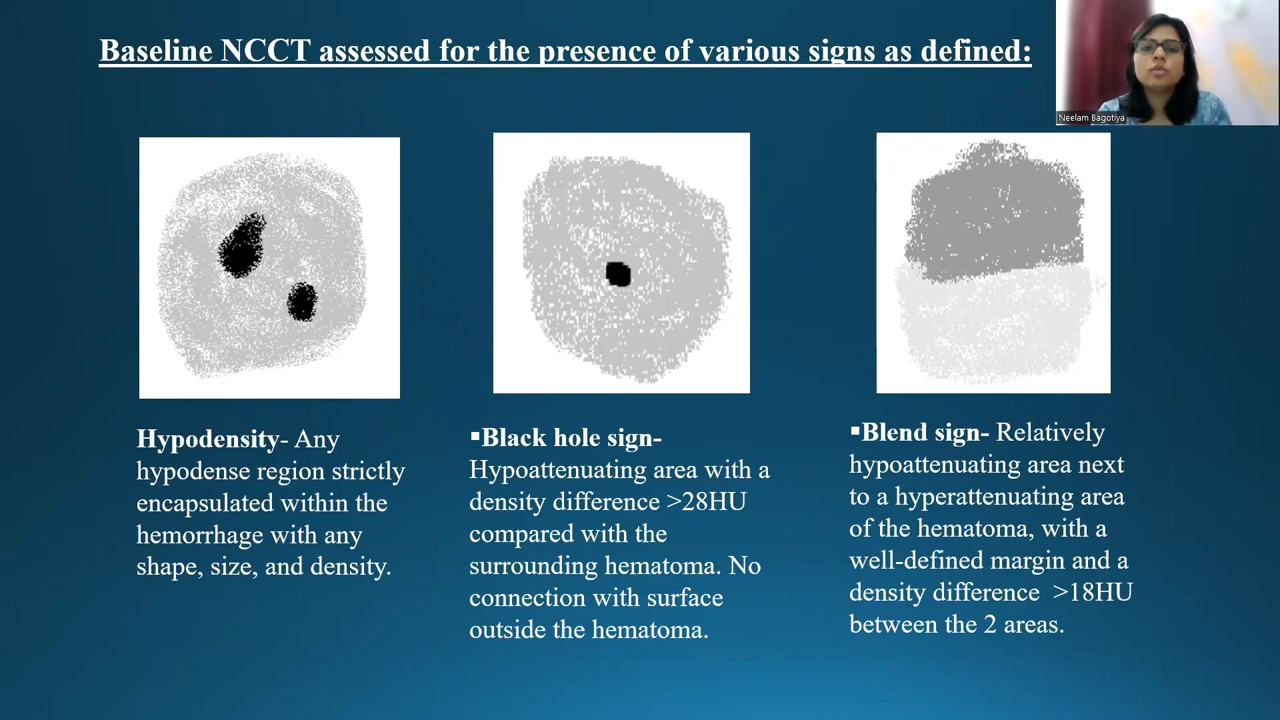 Baseline NCCT assessed for the presence of various signs as defined:
Neelam Bagotiya
Hypodensity- Any
hypodense region strictly
encapsulated within the
hemorrhage with any
shape, size, and density.
▪Black hole sign-
Hypoattenuating area with a
density difference >28HU
compared with the
surrounding hematoma. No
connection with surface
outside the hematoma.
▪Blend sign- Relatively
hypoattenuating area next
to a hyperattenuating area
of the hematoma, with a
well-defined margin and a
density difference  >18HU
between the 2 areas.